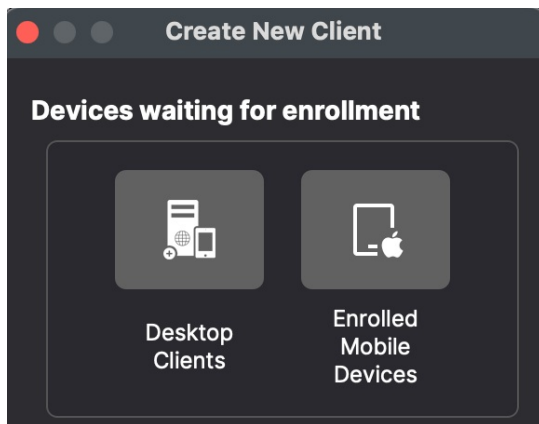 Create New Client
Devices waiting for enrollment
Desktop
Clients
Enrolled
Mobile
Devices